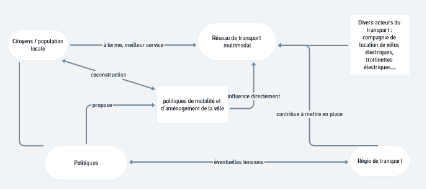 Citoyens / population
locale
à terme, meilleur service
Réseau de transport
multimodal
Divers acteurs du
transport :
compagnie de
location de vélos
électriques,
trottinettes
électriques...
coconstruction
propose
politiques de mobilité et
d'aménagement de la ville
influence directement
contribue à mettre en place
Politiques
éventuelles tensions
Régie de transport